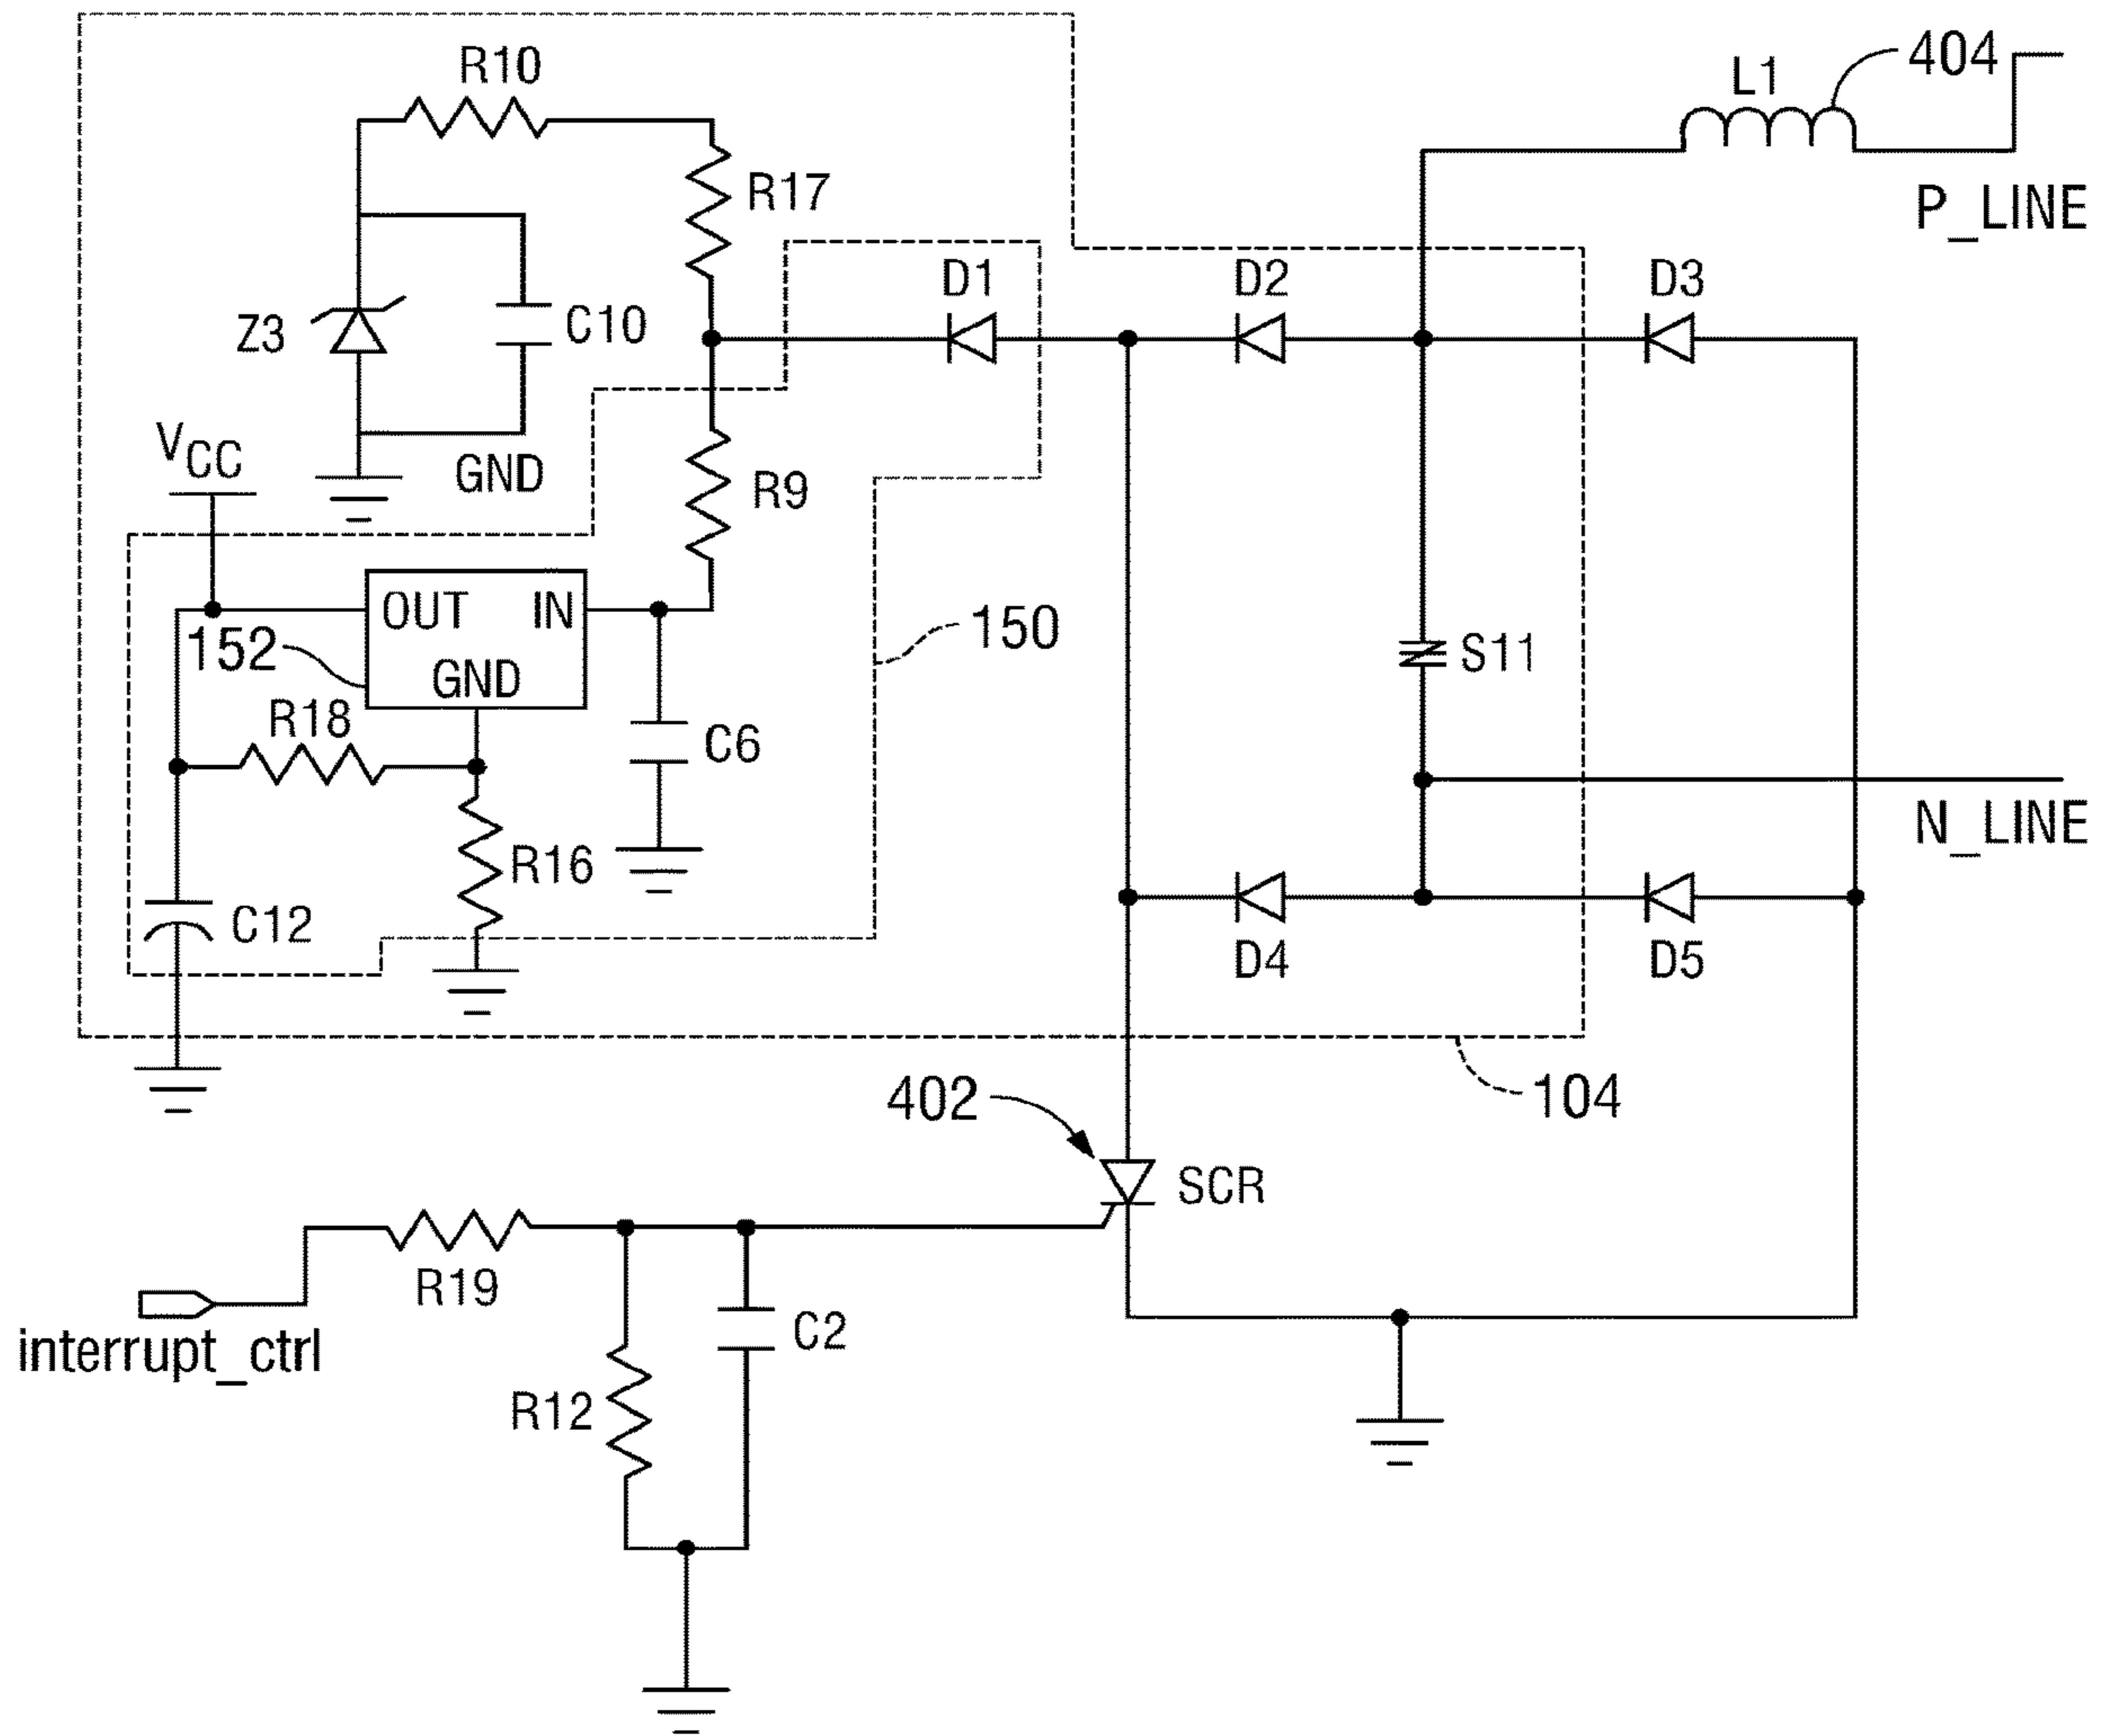 R10
L1
404
R17
P_LINE
D1
D2
D3
Z3
C10
VCC
GND
R9
OUT
IN
152
GND
150
S11
R18
C6
N_LINE
R16
C12
D4
D5
402
104
SCR
R19
interrupt_ctrl
C2
R12